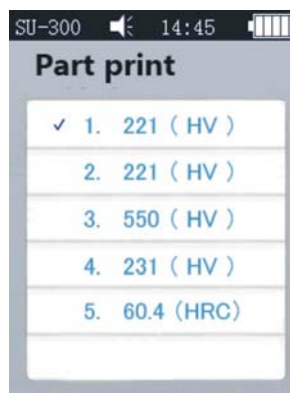 SU-300 14:45
Part print
✓ 1. 221 ( HV )
2. 221 ( HV )
3. 550 ( HV )
4. 231 ( HV )
5. 60.4 (HRC)